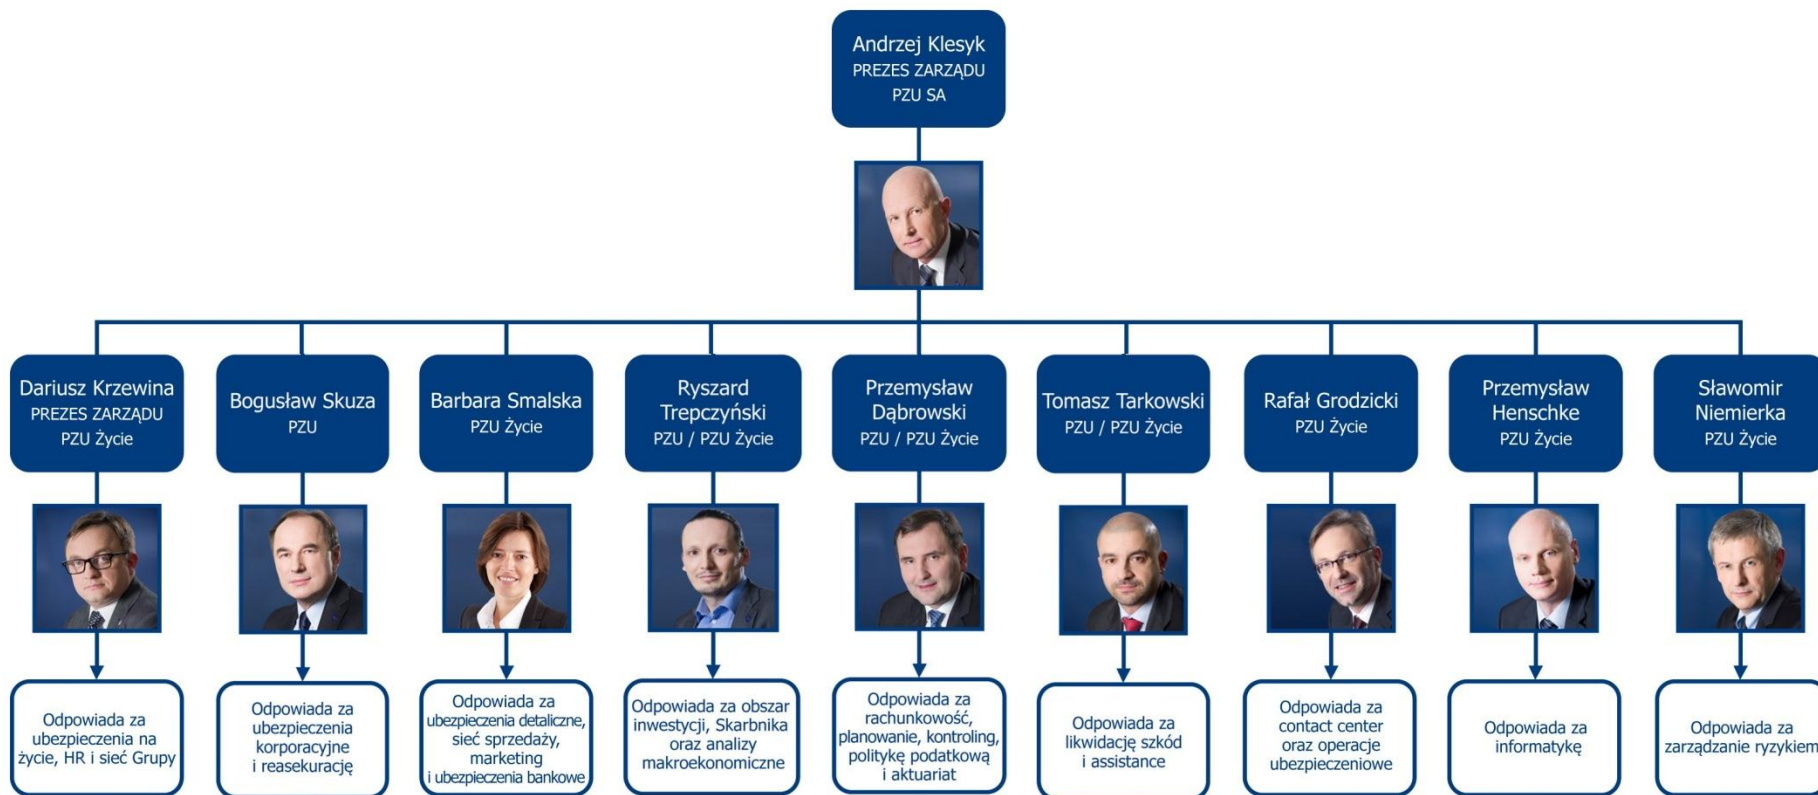 Andrzej Klesyk
PREZES ZARZĄDU
PZU SA
Dariusz Krzewina
PREZES ZARZĄDU
PZU Życie
Bogusław Skuza
PZU
Barbara Smalska
PZU Życie
Ryszard
Trepczyński
PZU / PZU Życie
Przemysław
Dąbrowski
PZU / PZU Życie
Tomasz Tarkowski
PZU / PZU Życie
Rafał Grodzicki
PZU Życie
Przemysław
Henschke
PZU Życie
Sławomir
Niemierka
PZU Życie
Odpowiada za
ubezpieczenia na
życie, HR i sieć Grupy
Odpowiada za
ubezpieczenia
korporacyjne
i reasekurację
Odpowiada za
ubezpieczenia detaliczne,
sieć sprzedaży,
marketing
i ubezpieczenia bankowe
Odpowiada za obszar
inwestycji, Skarbnika
oraz analizy
makroekonomiczne
Odpowiada za
rachunkowość,
planowanie, kontroling,
politykę podatkową
i aktuariat
Odpowiada za
likwidację szkód
i assistance
Odpowiada za
contact center
oraz operacje
ubezpieczeniowe
Odpowiada za
informatykę
Odpowiada za
zarządzanie ryzykiem